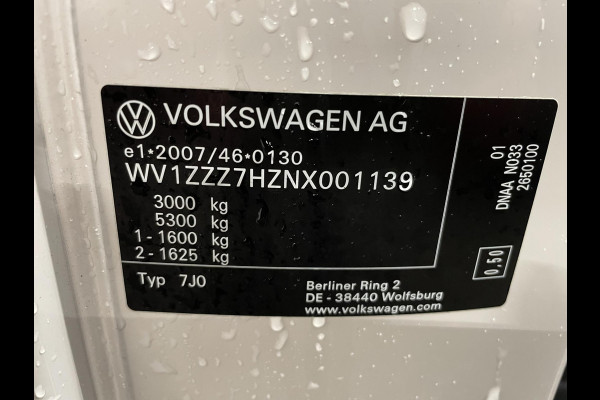 VOLKSWAGEN AG
e1*2007/46*0130
WV1ZZZ7HZNX001139
3000 kg
5300 kg
1 - 1600 kg
2 - 1625 kg
Typ 7J0
Berliner Ring 2
DE - 38440 Wolfsburg
www.volkswagen.com
01
DNAA N033
2650100
0,50